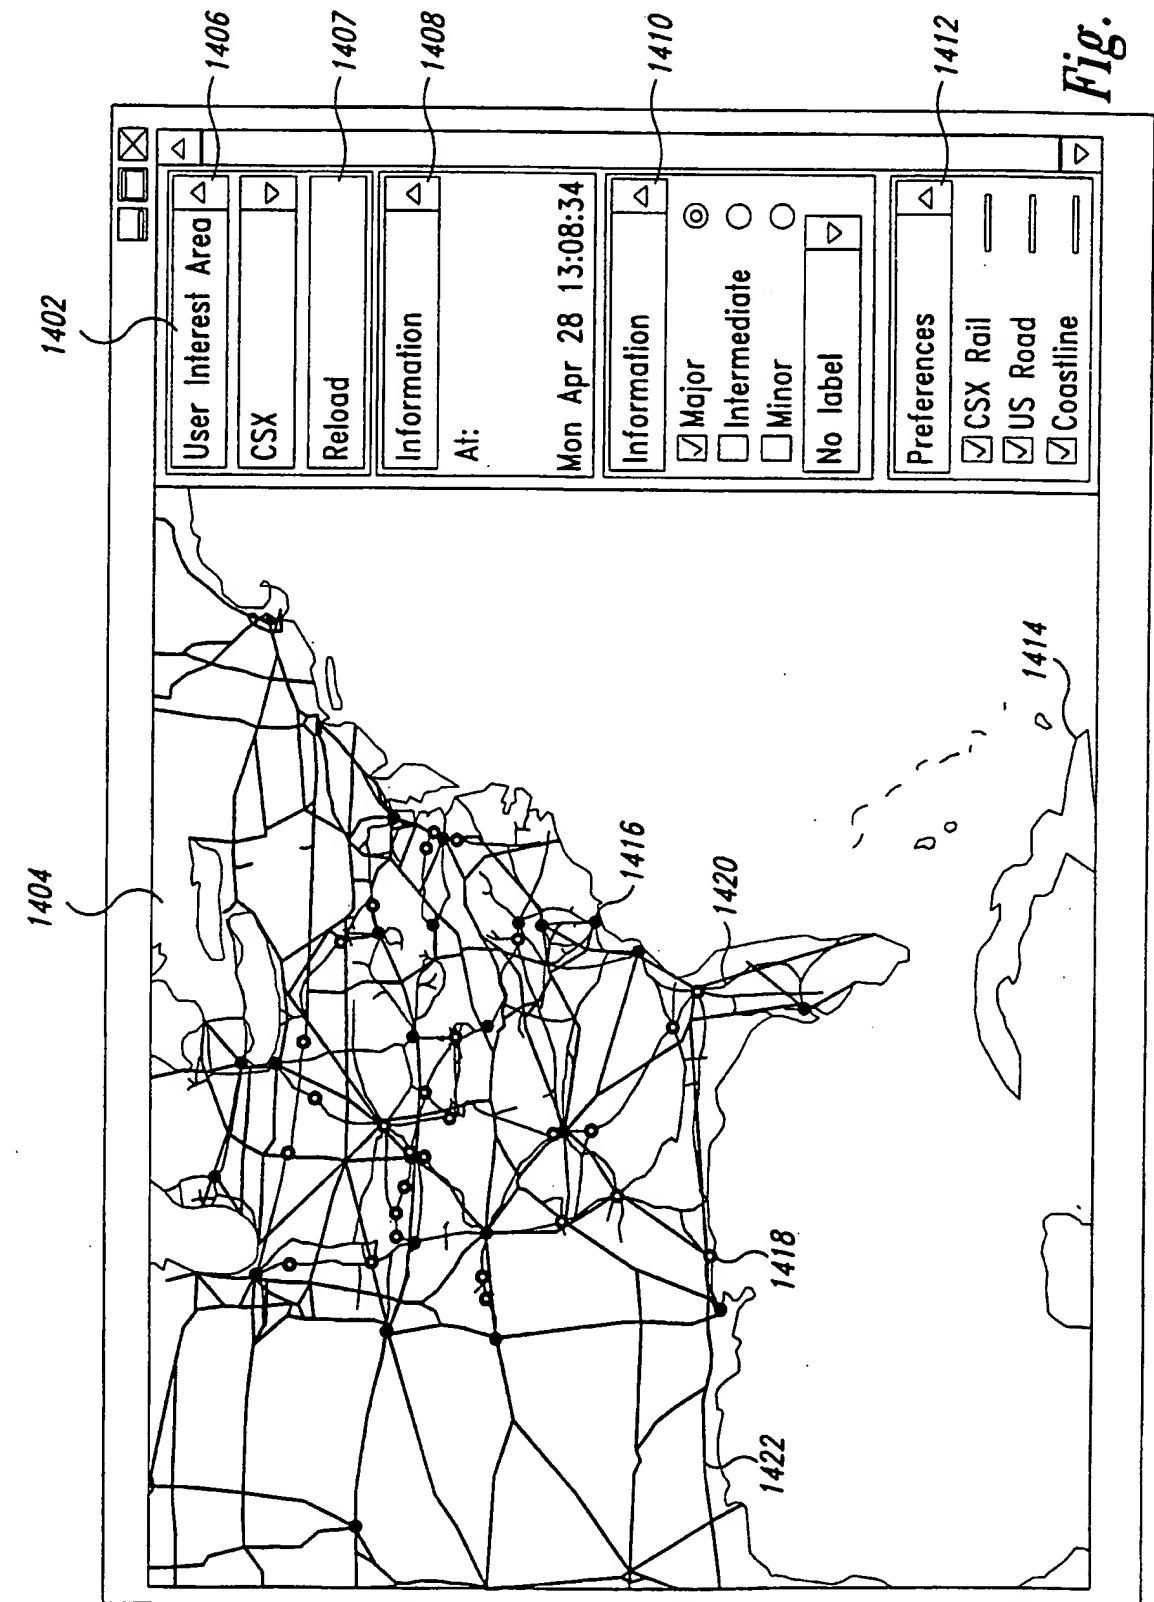 1402
1404
User Interest Area
1406
CSX
Reload
1407
Information
1408
At:
Mon Apr 28 13:08:34
Information
1410
Major
Intermediate
Minor
No label
Preferences
1412
CSX Rail
US Road
Coastline
1414
1416
1420
1418
1422
Fig.